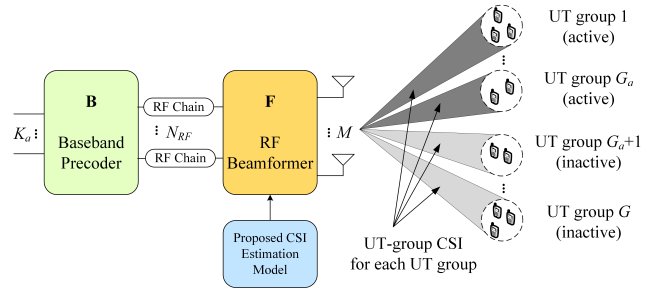 B
Baseband
Precoder
K_a
RF Chain
N_RF
RF Chain
F
RF
Beamformer
M
Proposed CSI
Estimation
Model
UT group 1
(active)
UT group G_a
(active)
UT group G_a+1
(inactive)
UT group G
(inactive)
UT-group CSI
for each UT group